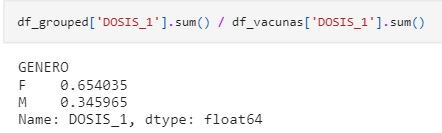 df_grouped['DOSIS_1'].sum() / df_vacunas['DOSIS_1'].sum()
GENERO
F    0.654035
M    0.345965
Name: DOSIS_1, dtype: float64